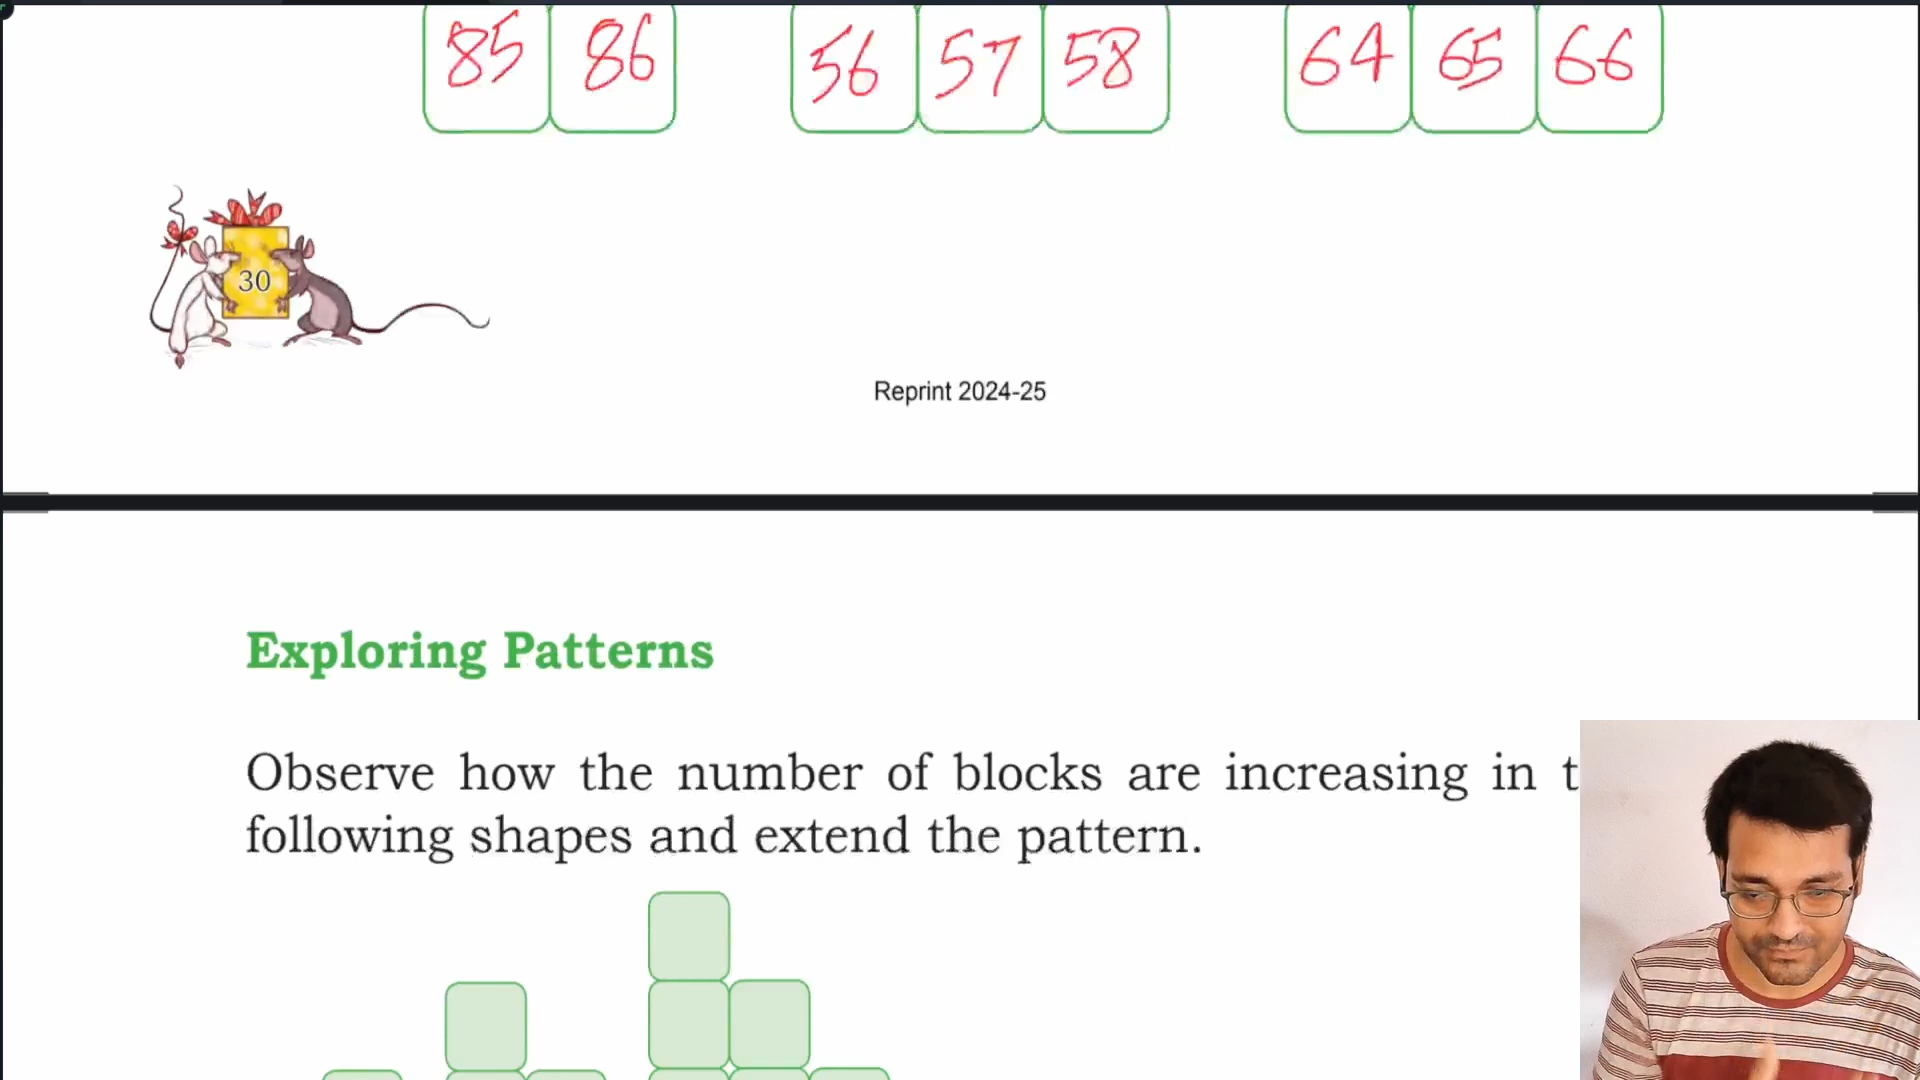 85 86 56 57 58 64 65 66
30
Reprint 2024-25
Exploring Patterns
Observe how the number of blocks are increasing in t
following shapes and extend the pattern.